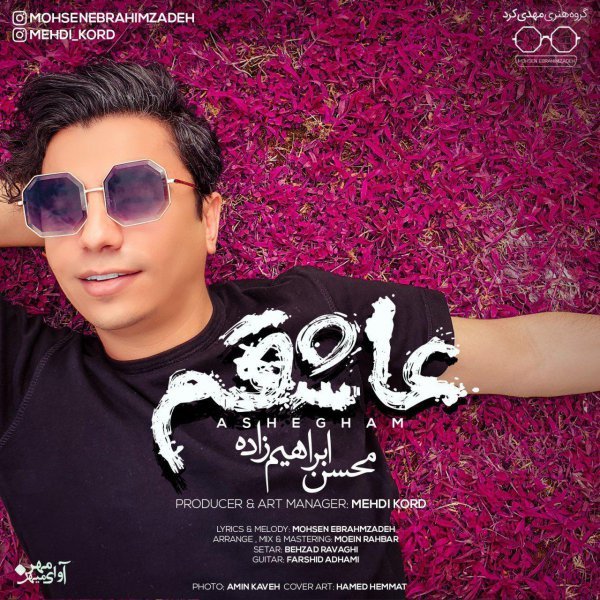 MOHSENEBRAHIMZADEH
MEHDI_KORD
گروه هنری مهدی کرد
MOHSEN EBRAHIMZADEH
عاشقم
ASHEGHAM
محسن ابراهیم زاده
PRODUCER & ART MANAGER: MEHDI KORD
LYRICS & MELODY: MOHSEN EBRAHMZADEH
ARRANGE , MIX & MASTERING: MOEIN RAHBAR
SETAR: BEHZAD RAVAGHI
GUITAR: FARSHID ADHAMI
PHOTO: AMIN KAVEH COVER ART: HAMED HEMMAT
آوای مهر میهن